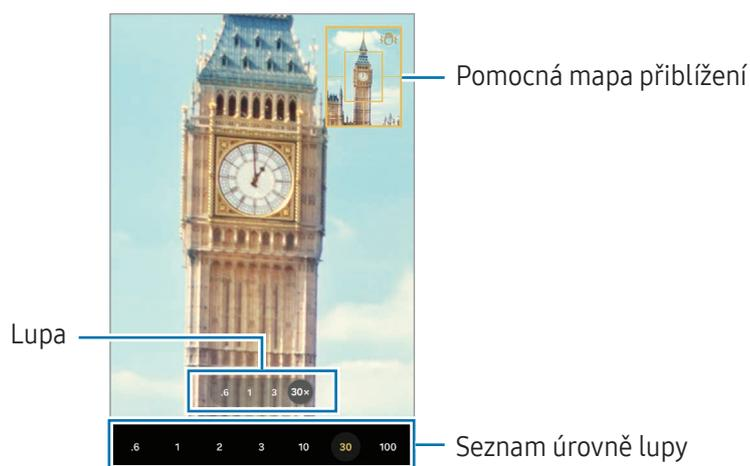 Pomocná mapa přiblížení
Lupa
.6 1 3 30×
.6 1 2 3 10 30 100
Seznam úrovně lupy